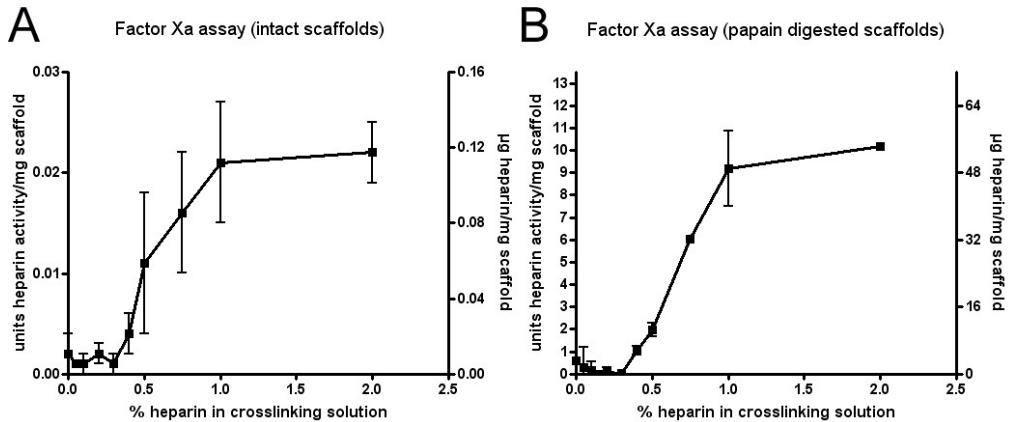 A
Factor Xa assay (intact scaffolds)
units heparin activity/mg scaffold
0.03
0.02
0.01
0.00
0.16
0.12
0.08
0.04
0.00
µg heparin/mg scaffold
0.0 0.5 1.0 1.5 2.0 2.5
% heparin in crosslinking solution
B
Factor Xa assay (papain digested scaffolds)
units heparin activity/mg scaffold
13
12
11
10
9
8
7
6
5
4
3
2
1
0
64
48
32
16
0
µg heparin/mg scaffold
0.0 0.5 1.0 1.5 2.0 2.5
% heparin in crosslinking solution